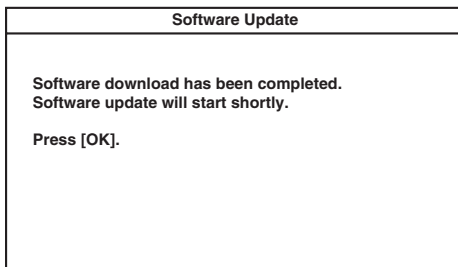 Software Update
Software download has been completed.
Software update will start shortly.
Press [OK].